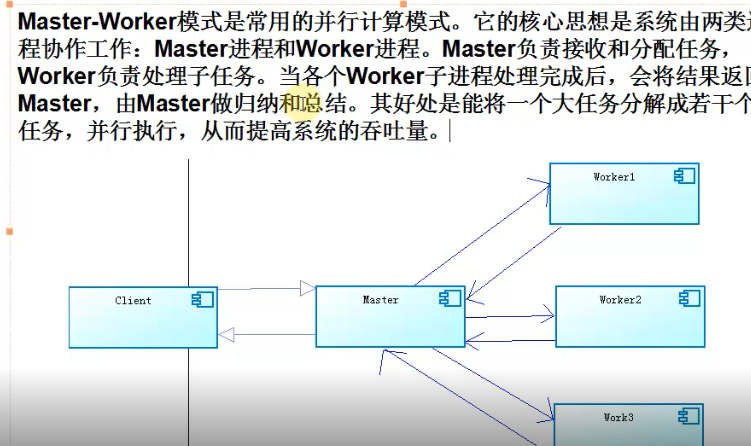 Master-Worker模式是常用的并行计算模式。它的核心思想是系统由两类
程协作工作：Master进程和Worker进程。Master负责接收和分配任务，
Worker负责处理子任务。当各个Worker子进程处理完成后，会将结果返回
Master，由Master做归纳和总结。其好处是能将一个大任务分解成若干个
任务，并行执行，从而提高系统的吞吐量。
Worker1
Client
Master
Worker2
Work3